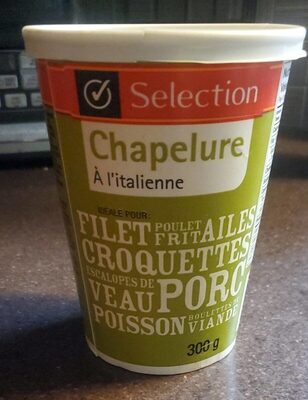 Selection
Chapelure
À l'italienne
IDÉALE POUR:
FILET POULET FRIT AILES
CROQUETTES
ESCALOPES DE VEAU PORC
POISSON BOULETTES DE VIANDE
300 g